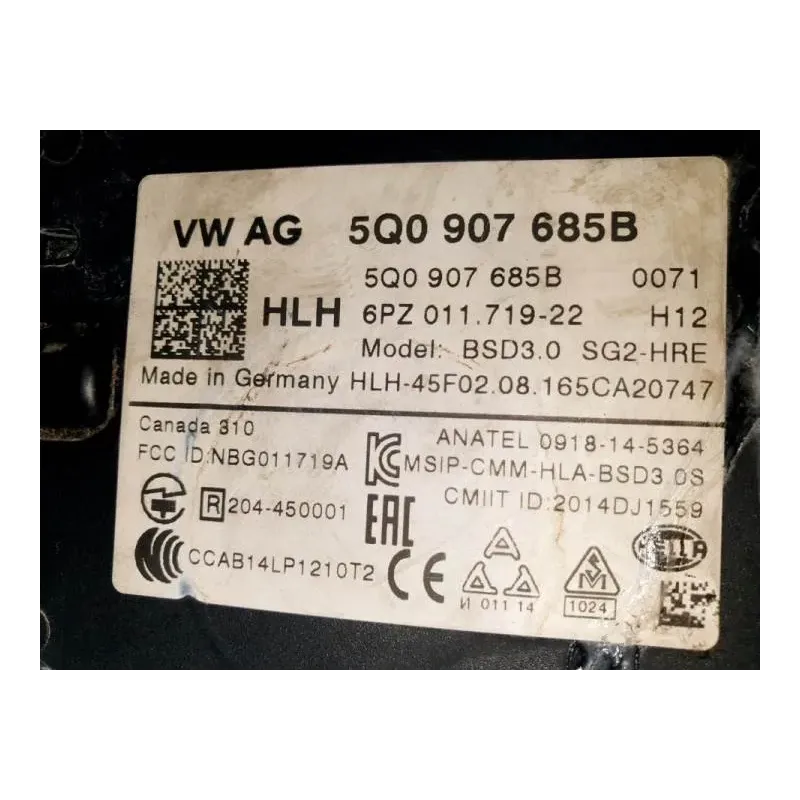 VW AG 5Q0 907 685B
5Q0 907 685B 0071
HLH 6PZ 011.719-22 H12
Model: BSD3.0 SG2-HRE
Made in Germany HLH-45F02.08.165CA20747
Canada 310
FCC ID:NBG011719A
R 204-450001
CCAB14LP1210T2
ANATEL 0918-14-5364
MSIP-CMM-HLA-BSD3.0S
CMIIT ID:2014DJ1559
EAC
CE
И 011 14
1024
HELLA